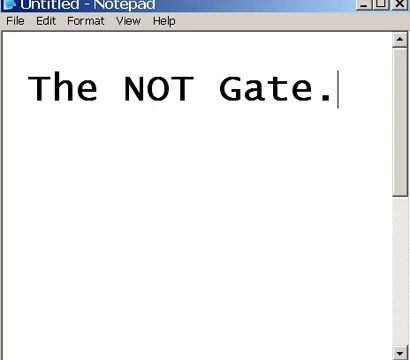 Untitled - Notepad
File Edit Format View Help
The NOT Gate.